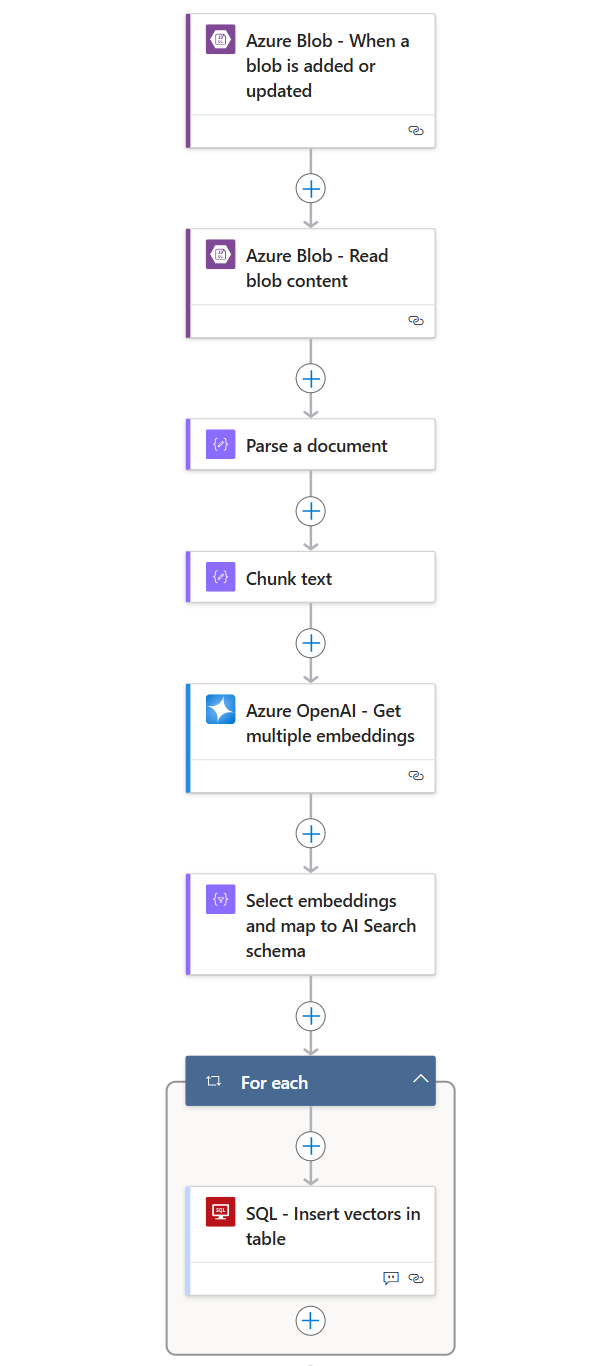 Azure Blob - When a
blob is added or
updated
Azure Blob - Read
blob content
Parse a document
Chunk text
Azure OpenAI - Get
multiple embeddings
Select embeddings
and map to AI Search
schema
For each
SQL
SQL - Insert vectors in
table